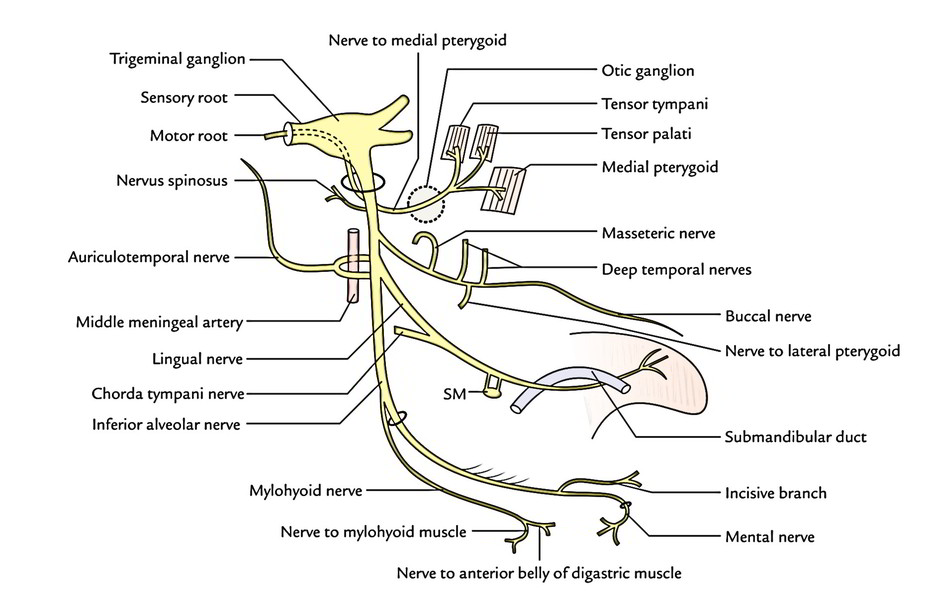 Nerve to medial pterygoid
Trigeminal ganglion
Sensory root
Motor root
Nervus spinosus
Auriculotemporal nerve
Middle meningeal artery
Lingual nerve
Chorda tympani nerve
Inferior alveolar nerve
Mylohyoid nerve
Nerve to mylohyoid muscle
Nerve to anterior belly of digastric muscle
SM
Otic ganglion
Tensor tympani
Tensor palati
Medial pterygoid
Masseteric nerve
Deep temporal nerves
Buccal nerve
Nerve to lateral pterygoid
Submandibular duct
Incisive branch
Mental nerve